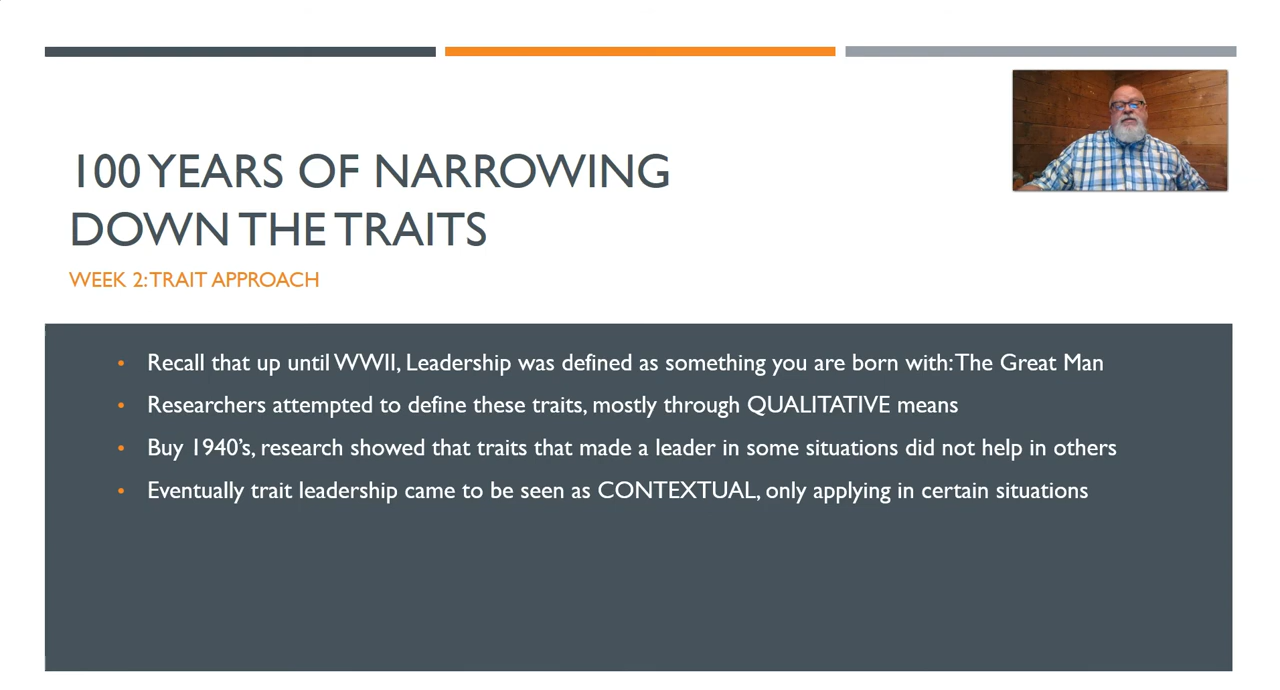 100 YEARS OF NARROWING
DOWN THE TRAITS
WEEK 2: TRAIT APPROACH
• Recall that up until WWII, Leadership was defined as something you are born with: The Great Man
• Researchers attempted to define these traits, mostly through QUALITATIVE means
• Buy 1940's, research showed that traits that made a leader in some situations did not help in others
• Eventually trait leadership came to be seen as CONTEXTUAL, only applying in certain situations